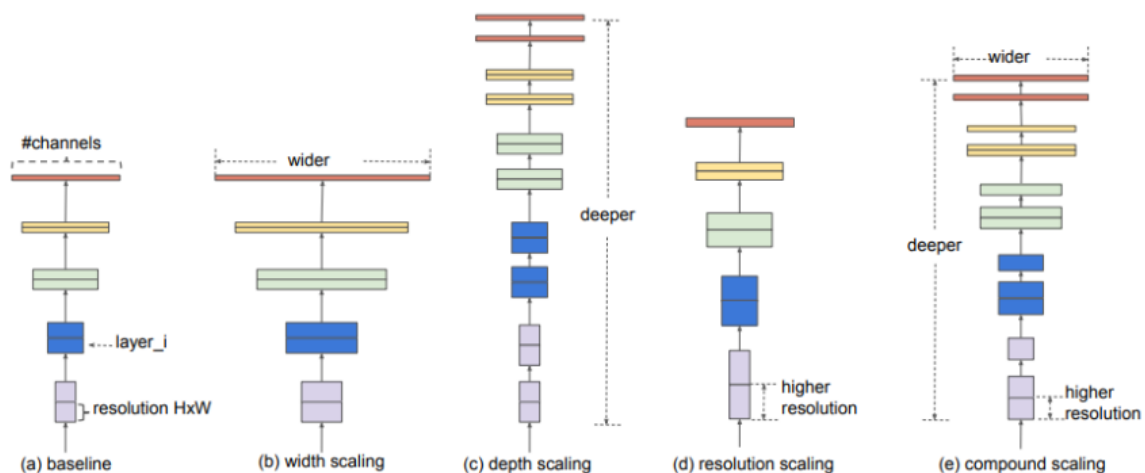 #channels
layer_i
resolution HxW
(a) baseline
wider
(b) width scaling
deeper
(c) depth scaling
higher
resolution
(d) resolution scaling
wider
deeper
higher
resolution
(e) compound scaling